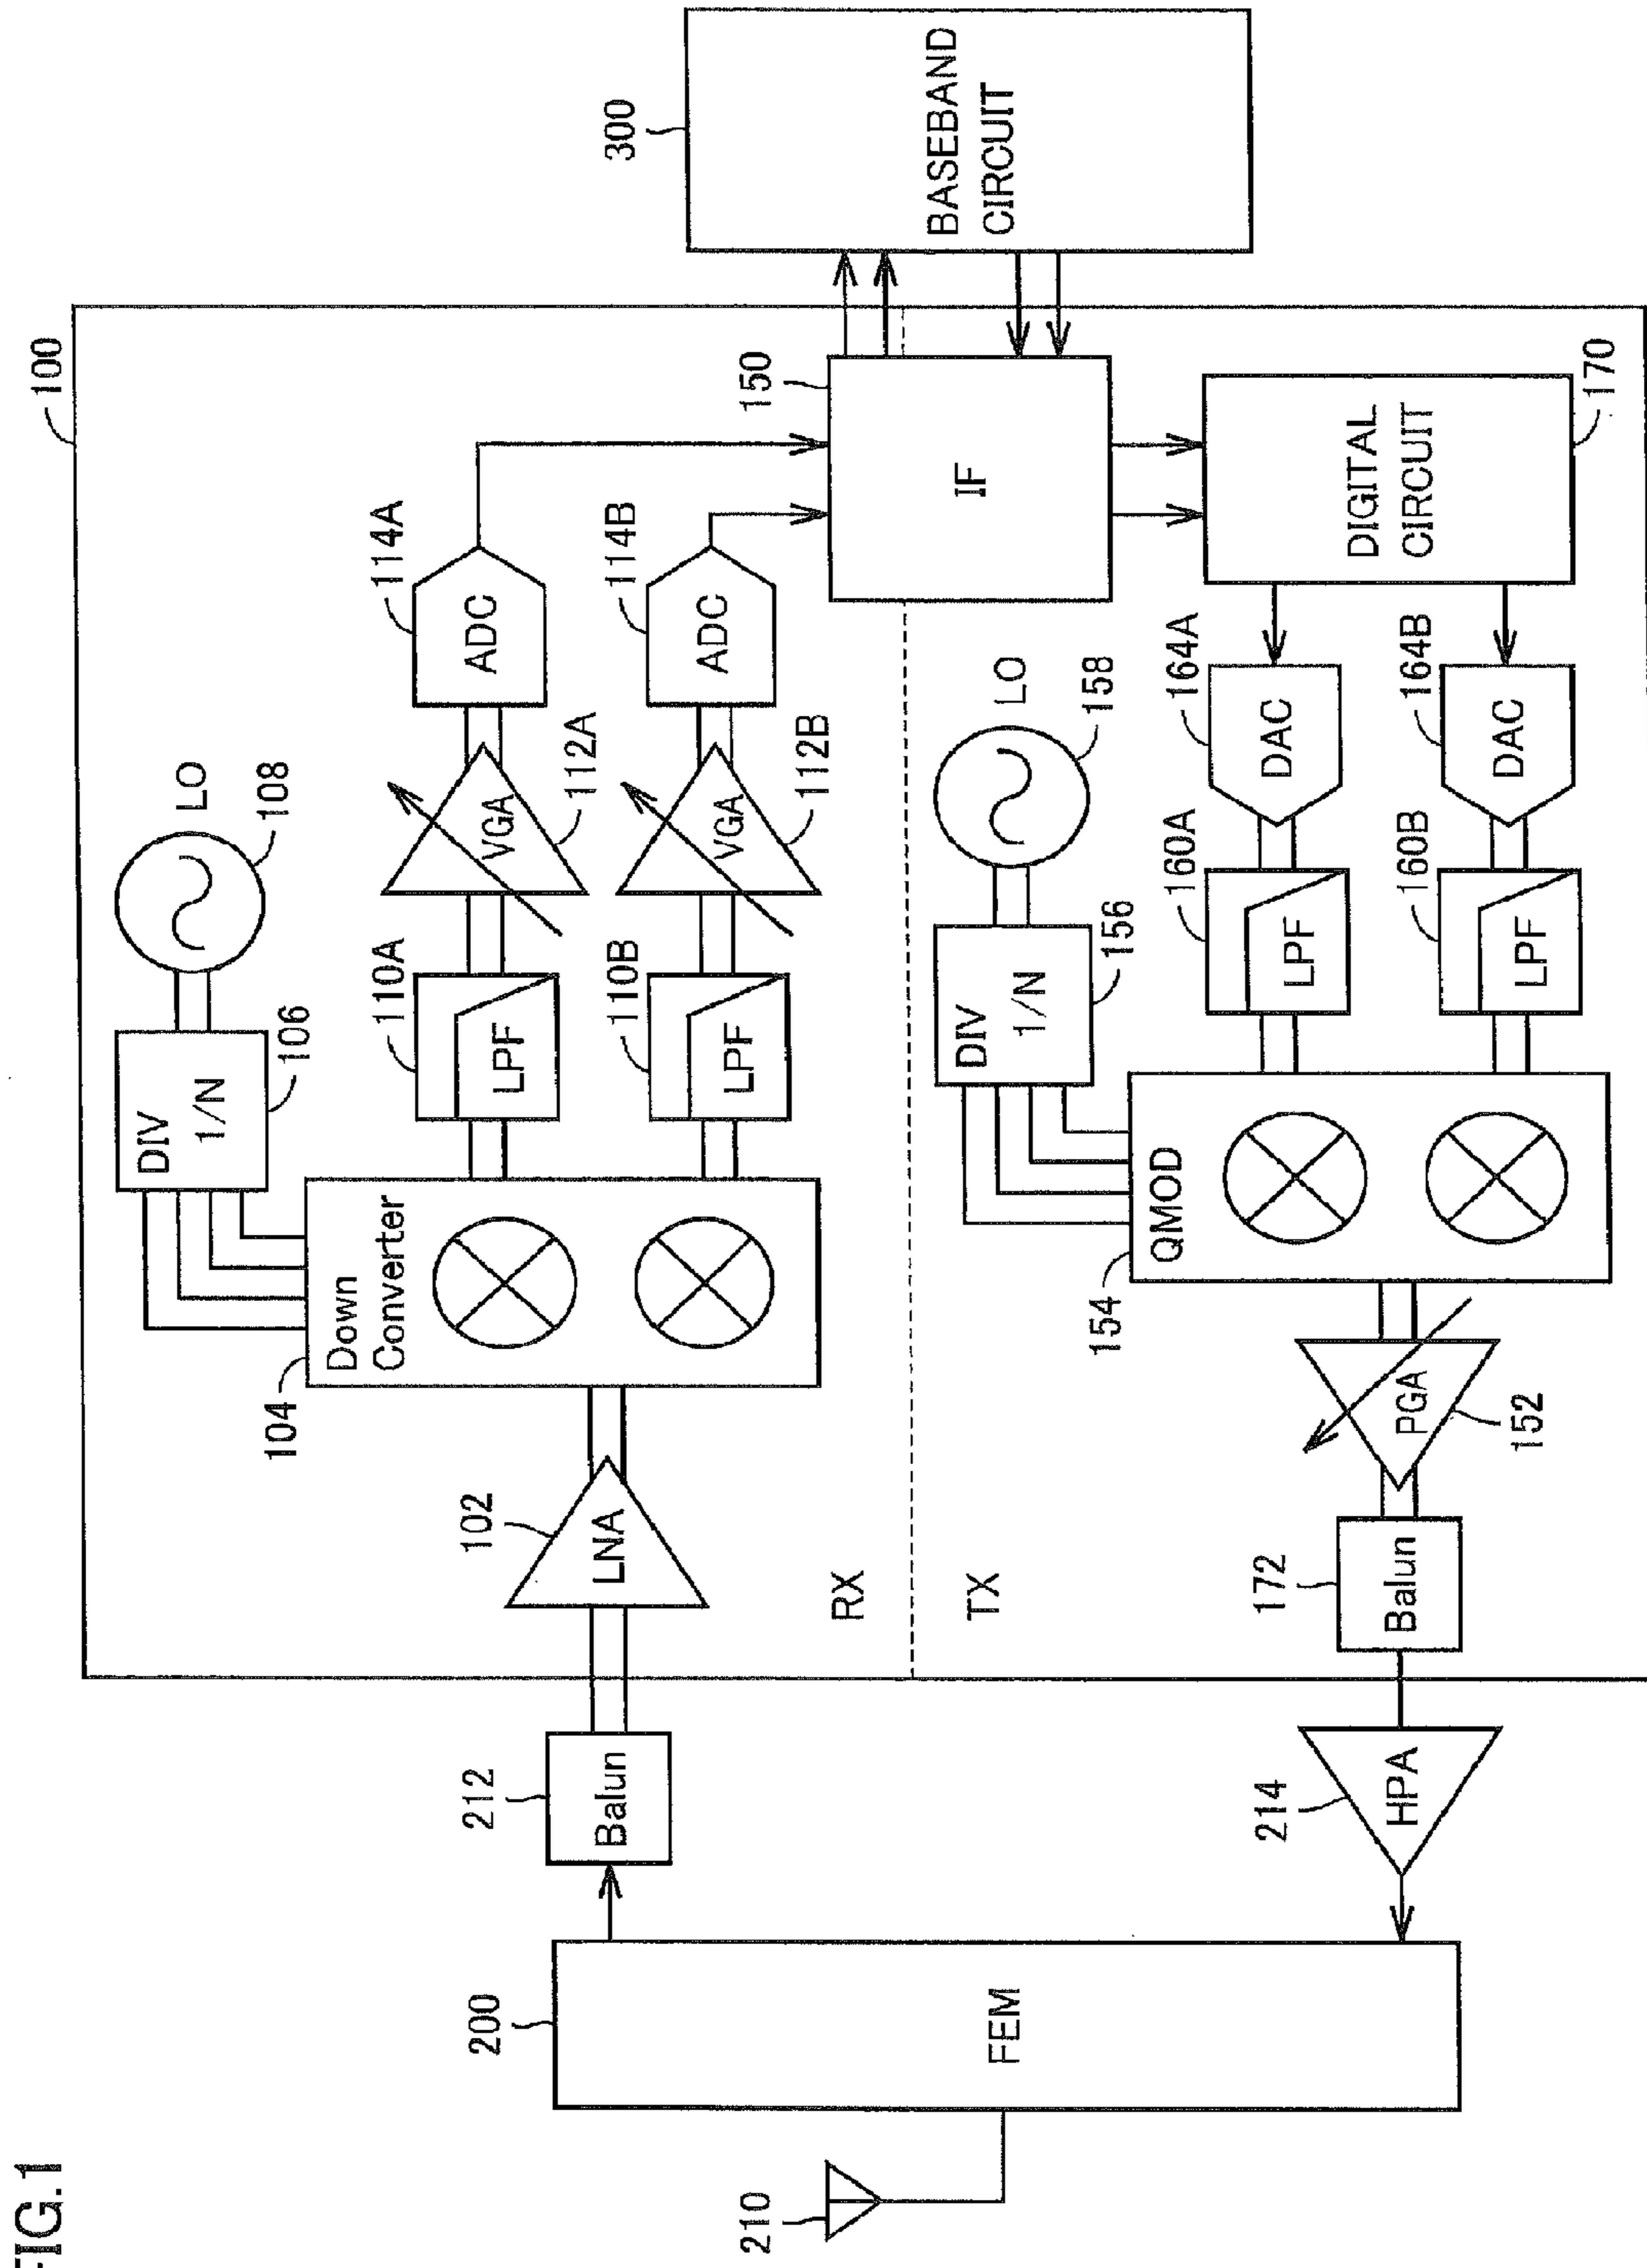 FIG.1
100
108
LO
DIV
1/N
106
104
Down
Converter
110A
LPF
VGA
112A
ADC
114A
102
LNA
110B
LPF
VGA
112B
ADC
114B
212
Balun
RX
200
FEM
210
150
IF
300
BASEBAND
CIRCUIT
TX
LO
158
DIV
1/N
156
154
QMOD
160A
LPF
164A
DAC
160B
LPF
164B
DAC
DIGITAL
CIRCUIT
170
172
Balun
PGA
152
214
HPA